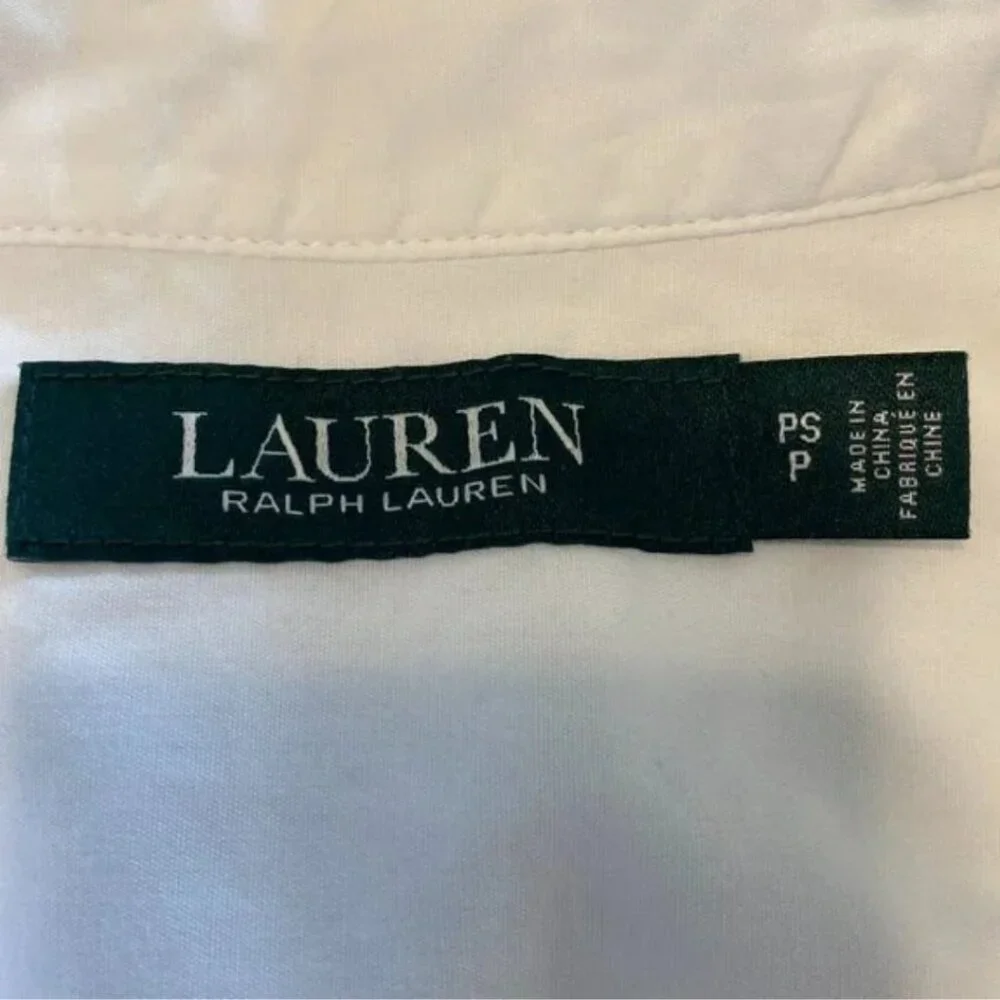 LAUREN
RALPH LAUREN
PS
P
MADE IN
CHINA
FABRIQUÉ EN
CHINE